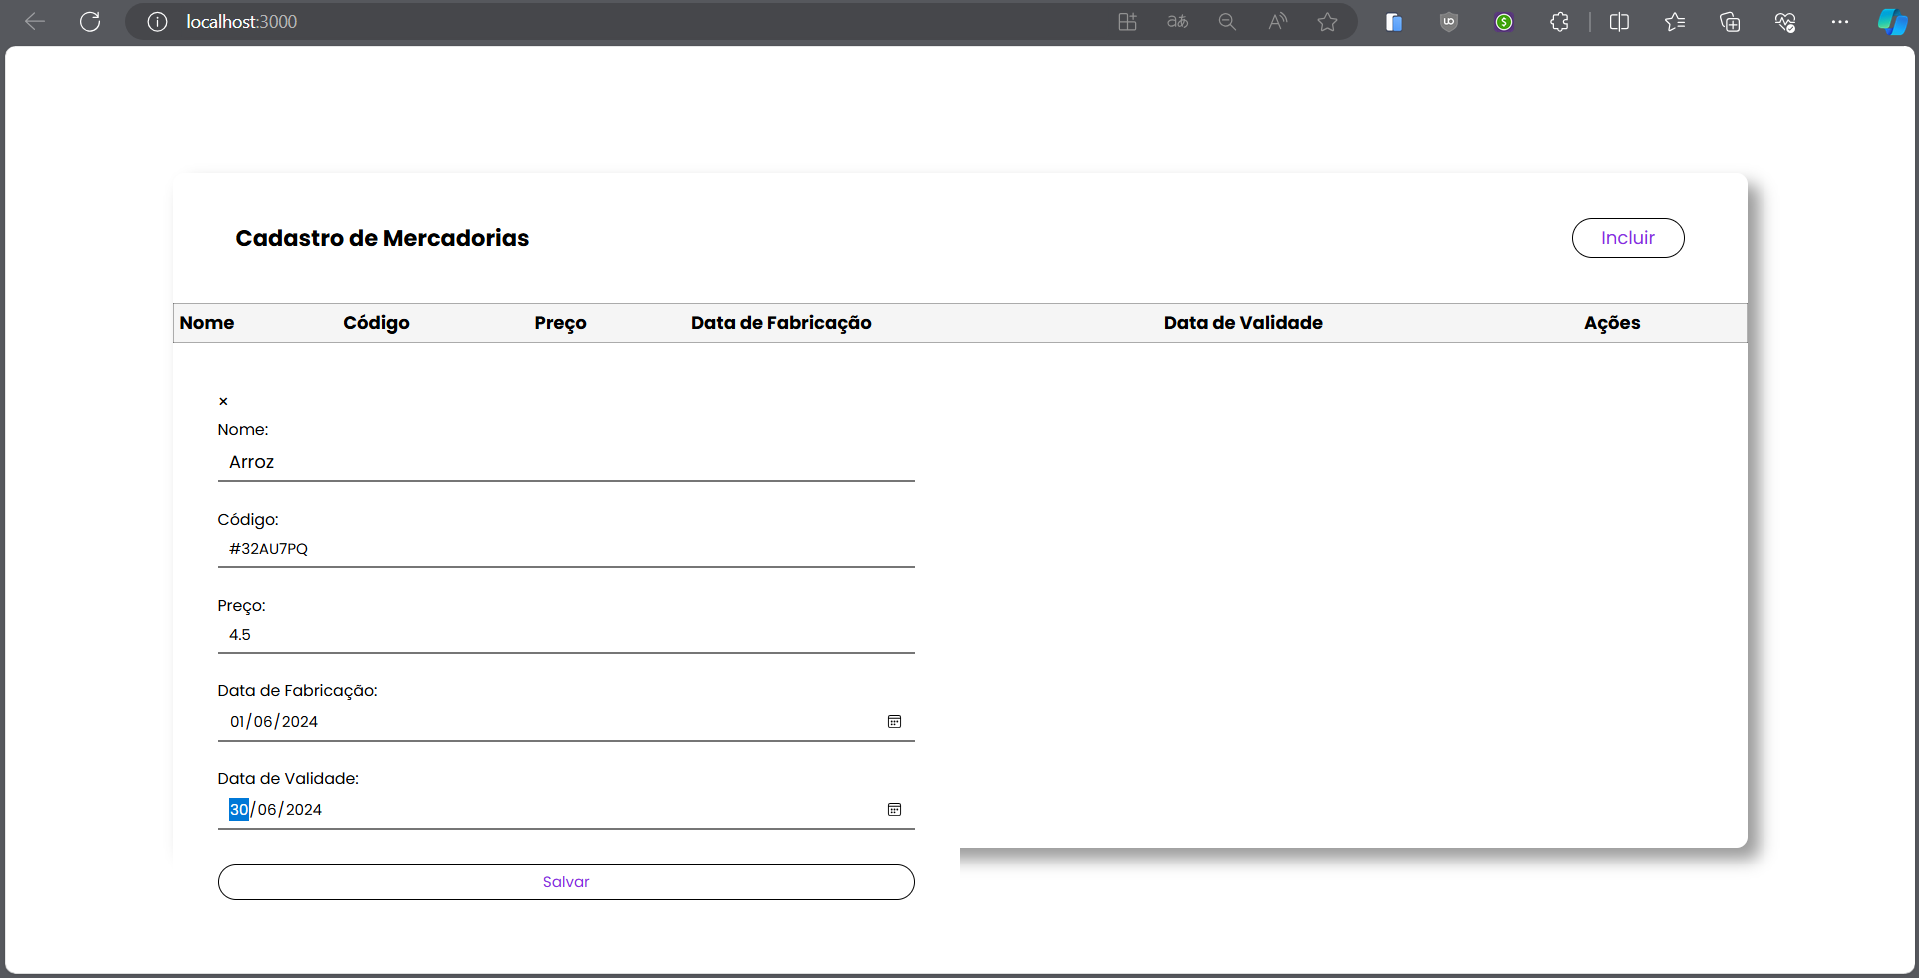 localhost:3000
Cadastro de Mercadorias
Incluir
Nome Código Preço Data de Fabricação Data de Validade Ações
×
Nome:
Arroz
Código:
#32AU7PQ
Preço:
4.5
Data de Fabricação:
01/06/2024
Data de Validade:
30/06/2024
Salvar